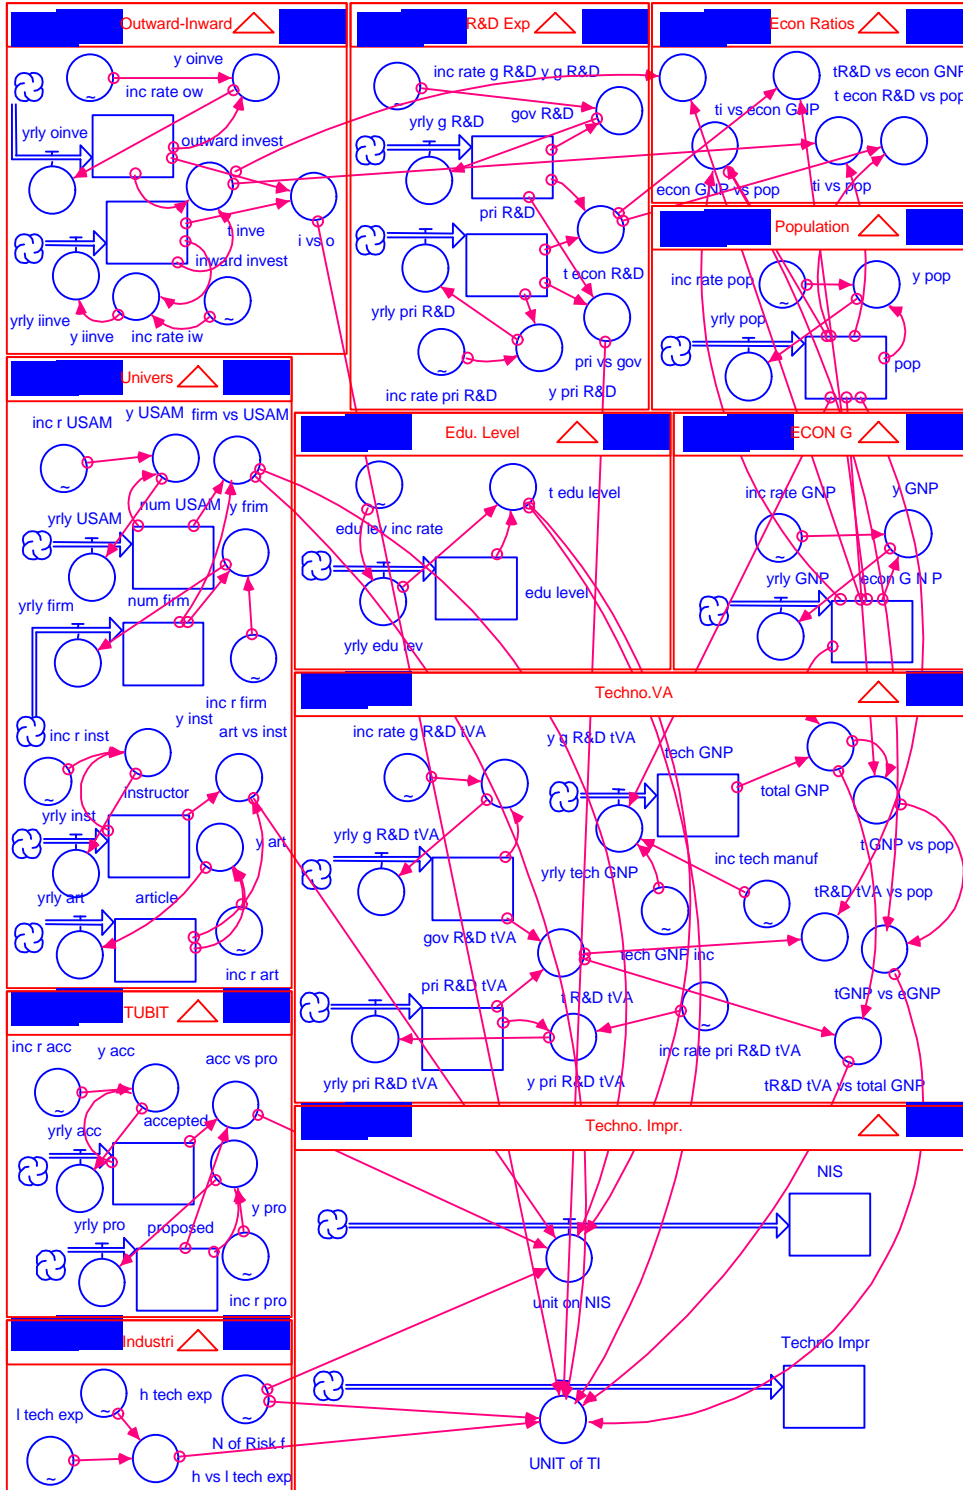 Outward-Inward
y oinve
inc rate ow
yrly oinve
outward invest
t inve
i vs o
inward invest
yrly iinve
y iinve
inc rate iw
R&D Exp
inc rate g R&D
y g R&D
yrly g R&D
gov R&D
pri R&D
t econ R&D
yrly pri R&D
pri vs gov
inc rate pri R&D
y pri R&D
Econ Ratios
tR&D vs econ GNP
ti vs econ GNP
t econ R&D vs pop
econ GNP vs pop
ti vs pop
Population
inc rate pop
y pop
yrly pop
pop
Univers
inc r USAM
y USAM
firm vs USAM
num USAM
yrly USAM
y frim
yrly firm
num firm
inc r firm
y inst
inc r inst
art vs inst
instructor
yrly inst
y art
yrly art
article
inc r art
Edu. Level
t edu level
edu lev inc rate
edu level
yrly edu lev
ECON G
inc rate GNP
y GNP
yrly GNP
econ G N P
Techno.VA
inc rate g R&D tVA
y g R&D tVA
tech GNP
total GNP
yrly g R&D tVA
t GNP vs pop
yrly tech GNP
inc tech manuf
tR&D tVA vs pop
gov R&D tVA
tech GNP inc
pri R&D tVA
t R&D tVA
tGNP vs eGNP
inc rate pri R&D tVA
yrly pri R&D tVA
y pri R&D tVA
tR&D tVA vs total GNP
TUBIT
inc r acc
y acc
acc vs pro
accepted
yrly acc
y pro
yrly pro
proposed
inc r pro
Techno. Impr.
NIS
unit on NIS
Techno Impr
UNIT of TI
Industri
h tech exp
l tech exp
N of Risk f
h vs l tech exp